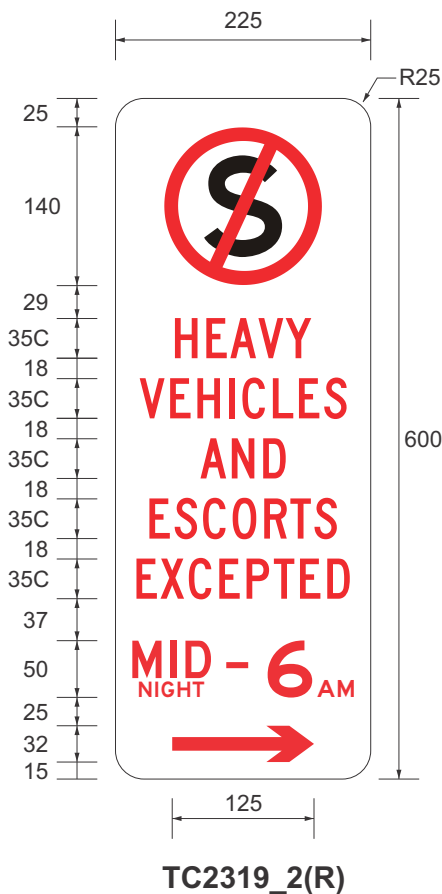 225
R25
25
140
29
35C
18
35C
18
35C
18
35C
18
35C
37
50
25
32
15
600
S
HEAVY
VEHICLES
AND
ESCORTS
EXCEPTED
MID NIGHT - 6 AM
125
TC2319_2(R)